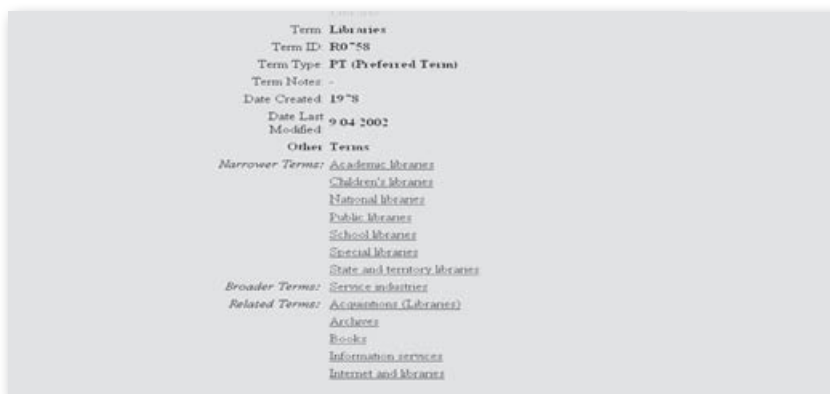 Term: Libraries
Term ID: R0758
Term Type: PT (Preferred Term)
Term Notes: -
Date Created: 1978
Date Last
Modified: 9 04 2002
Other Terms
Narrower Terms: Academic libraries
Children's libraries
National libraries
Public libraries
School libraries
Special libraries
State and territory libraries
Broader Terms: Service industries
Related Terms: Acquisitions (Libraries)
Archives
Books
Information services
Internet and libraries